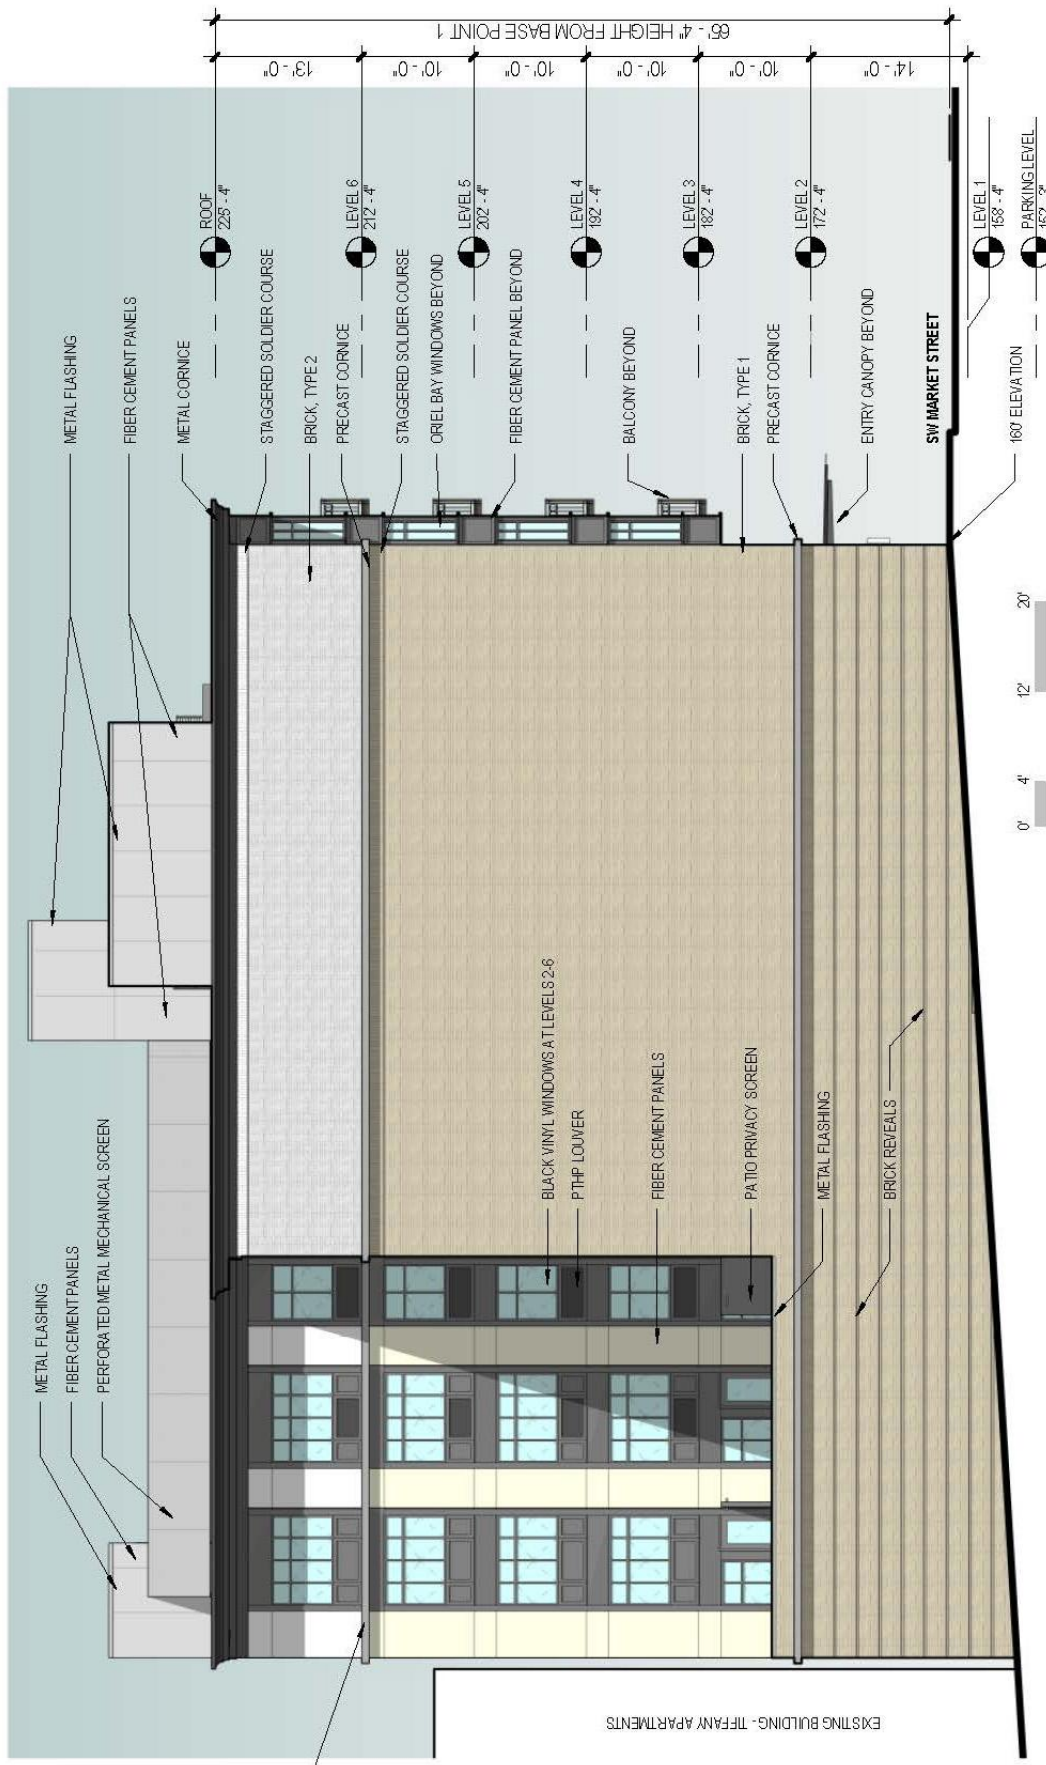 METAL FLASHING
FIBER CEMENT PANELS
PERFORATED METAL MECHANICAL SCREEN
METAL FLASHING
FIBER CEMENT PANELS
METAL CORNICE
STAGGERED SOLDIER COURSE
BRICK, TYPE 2
PRECAST CORNICE
STAGGERED SOLDIER COURSE
ORIEL BAY WINDOWS BEYOND
FIBER CEMENT PANEL BEYOND
BALCONY BEYOND
BRICK, TYPE 1
PRECAST CORNICE
ENTRY CANOPY BEYOND
SW MARKET STREET
160' ELEVATION
BLACK VINYL WINDOWS AT LEVELS 2-6
PTHP LOUVER
FIBER CEMENT PANELS
PATIO PRIVACY SCREEN
METAL FLASHING
BRICK REVEALS
EXISTING BUILDING - TIFFANY APARTMENTS
ROOF
225' - 4"
LEVEL 6
212' - 4"
LEVEL 5
202' - 4"
LEVEL 4
192' - 4"
LEVEL 3
182' - 4"
LEVEL 2
172' - 4"
LEVEL 1
158' - 4"
PARKING LEVEL
13' - 0"
10' - 0"
10' - 0"
10' - 0"
10' - 0"
14' - 0"
65' - 4" HEIGHT FROM BASE POINT 1
0' 4' 12' 20'